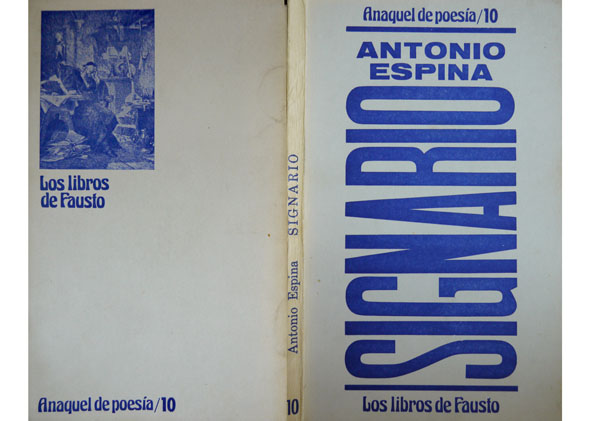 Los libros
de Fausto
Anaquel de poesía/10
Antonio Espina SIGNARIO
10
Anaquel de poesía/10
ANTONIO
ESPINA
SIGNARIO
Los libros de Fausto